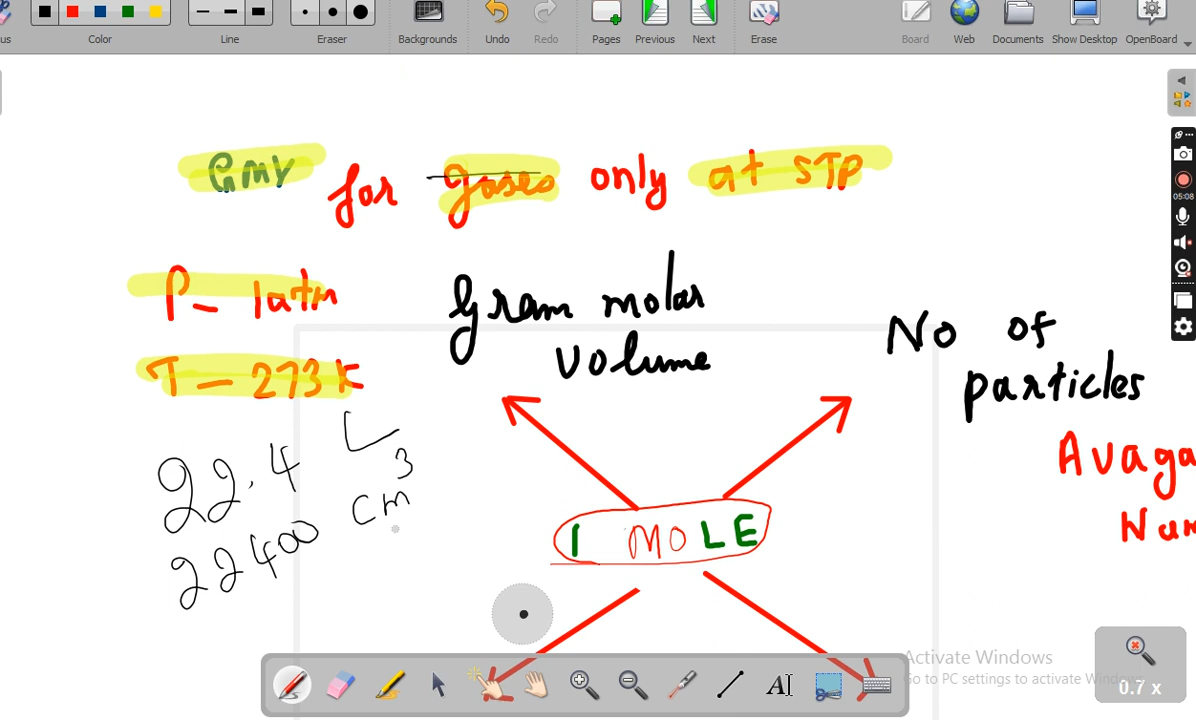 Color
Line
Eraser
Backgrounds
Undo
Redo
Pages
Previous
Next
Erase
Board
Web
Documents
Show Desktop
OpenBoard
05:08
GMV for gases only at STP
P - 1atm
T - 273 K
22.4 L
22400 cm3
Gram molar
volume
No of
particles
Avaga
Num
1 MOLE
Activate Windows
Go to PC settings to activate Windows
0.7 x